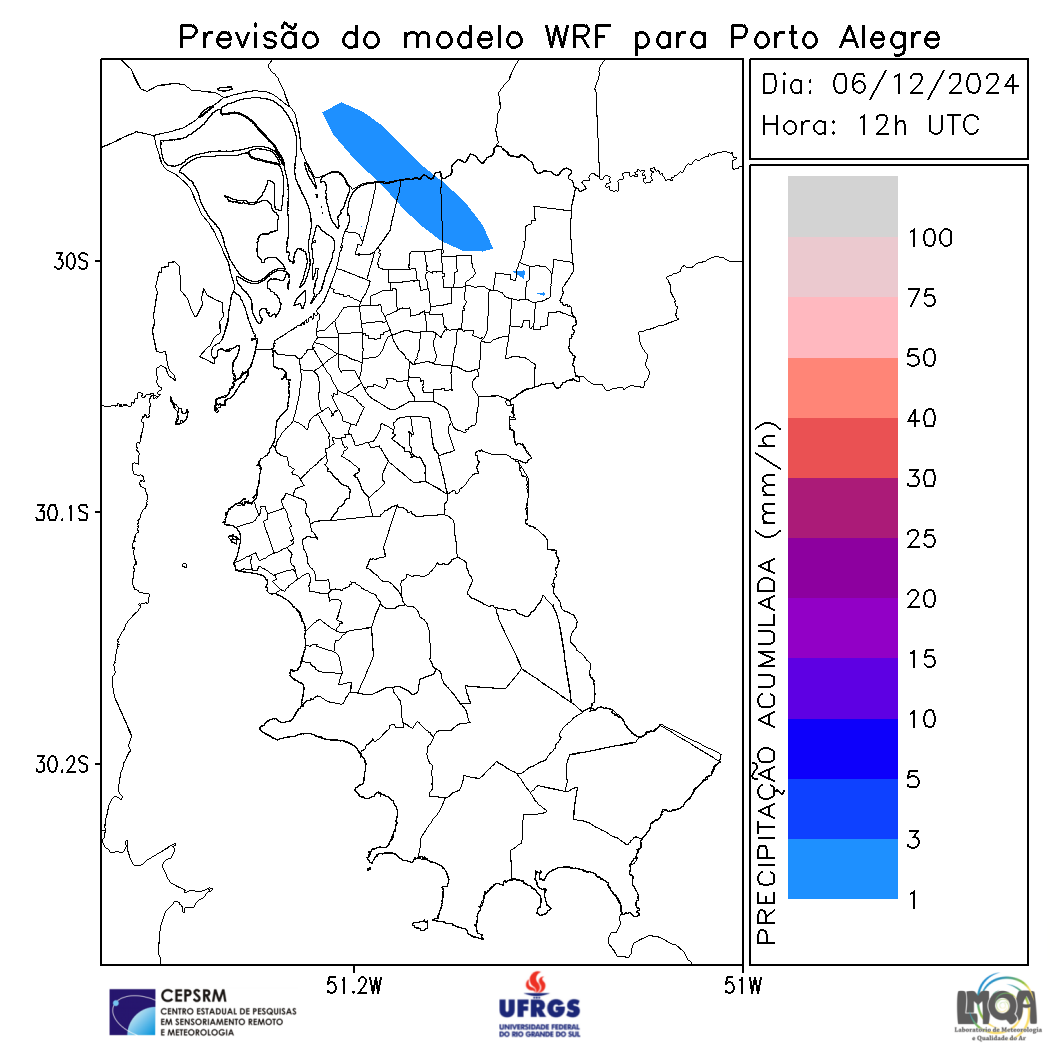 Previsão do modelo WRF para Porto Alegre
Dia: 06/12/2024
Hora: 12h UTC
30S
30.1S
30.2S
51.2W
51W
PRECIPITAÇÃO ACUMULADA (mm/h)
100
75
50
40
30
25
20
15
10
5
3
1
CEPSRM
CENTRO ESTADUAL DE PESQUISAS
EM SENSORIAMENTO REMOTO
E METEOROLOGIA
UFRGS
UNIVERSIDADE FEDERAL
DO RIO GRANDE DO SUL
LMQA
Laboratório de Meteorologia
e Qualidade do Ar